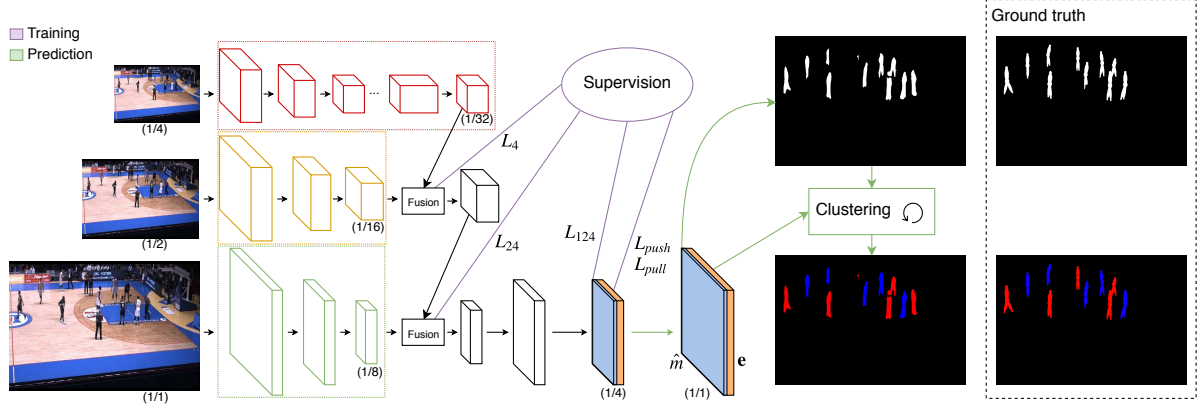 Training
Prediction
Ground truth
Supervision
(1/4)
(1/32)
L4
(1/2)
(1/16)
Fusion
Clustering
L24
L124
Lpush
Lpull
(1/1)
(1/8)
Fusion
(1/4)
m̂
(1/1)
e